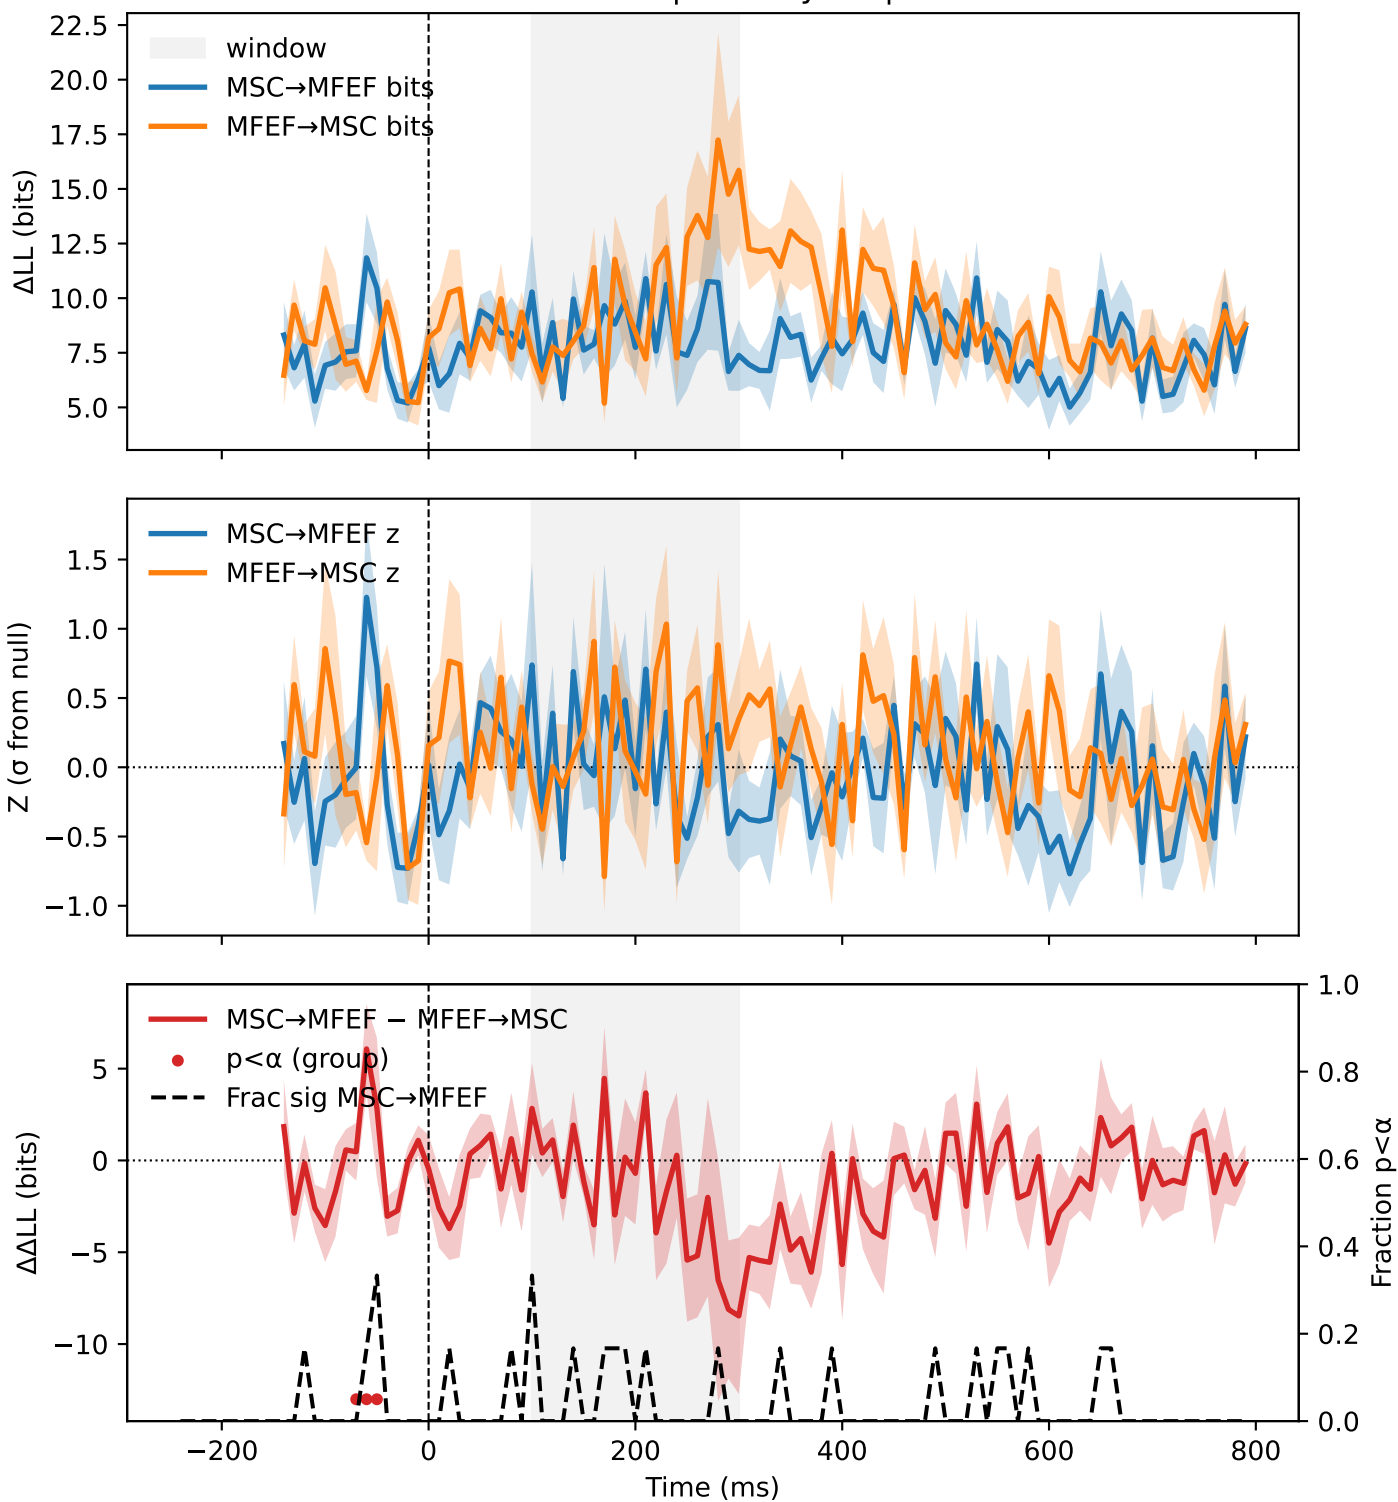 22.5
20.0
17.5
15.0
12.5
10.0
7.5
5.0
ΔLL (bits)
window
MSC→MFEF bits
MFEF→MSC bits
1.5
1.0
0.5
0.0
−0.5
−1.0
Z (σ from null)
MSC→MFEF z
MFEF→MSC z
5
0
−5
−10
ΔΔLL (bits)
MSC→MFEF − MFEF→MSC
p<α (group)
Frac sig MSC→MFEF
1.0
0.8
0.6
0.4
0.2
0.0
Fraction p<α
−200 0 200 400 600 800
Time (ms)